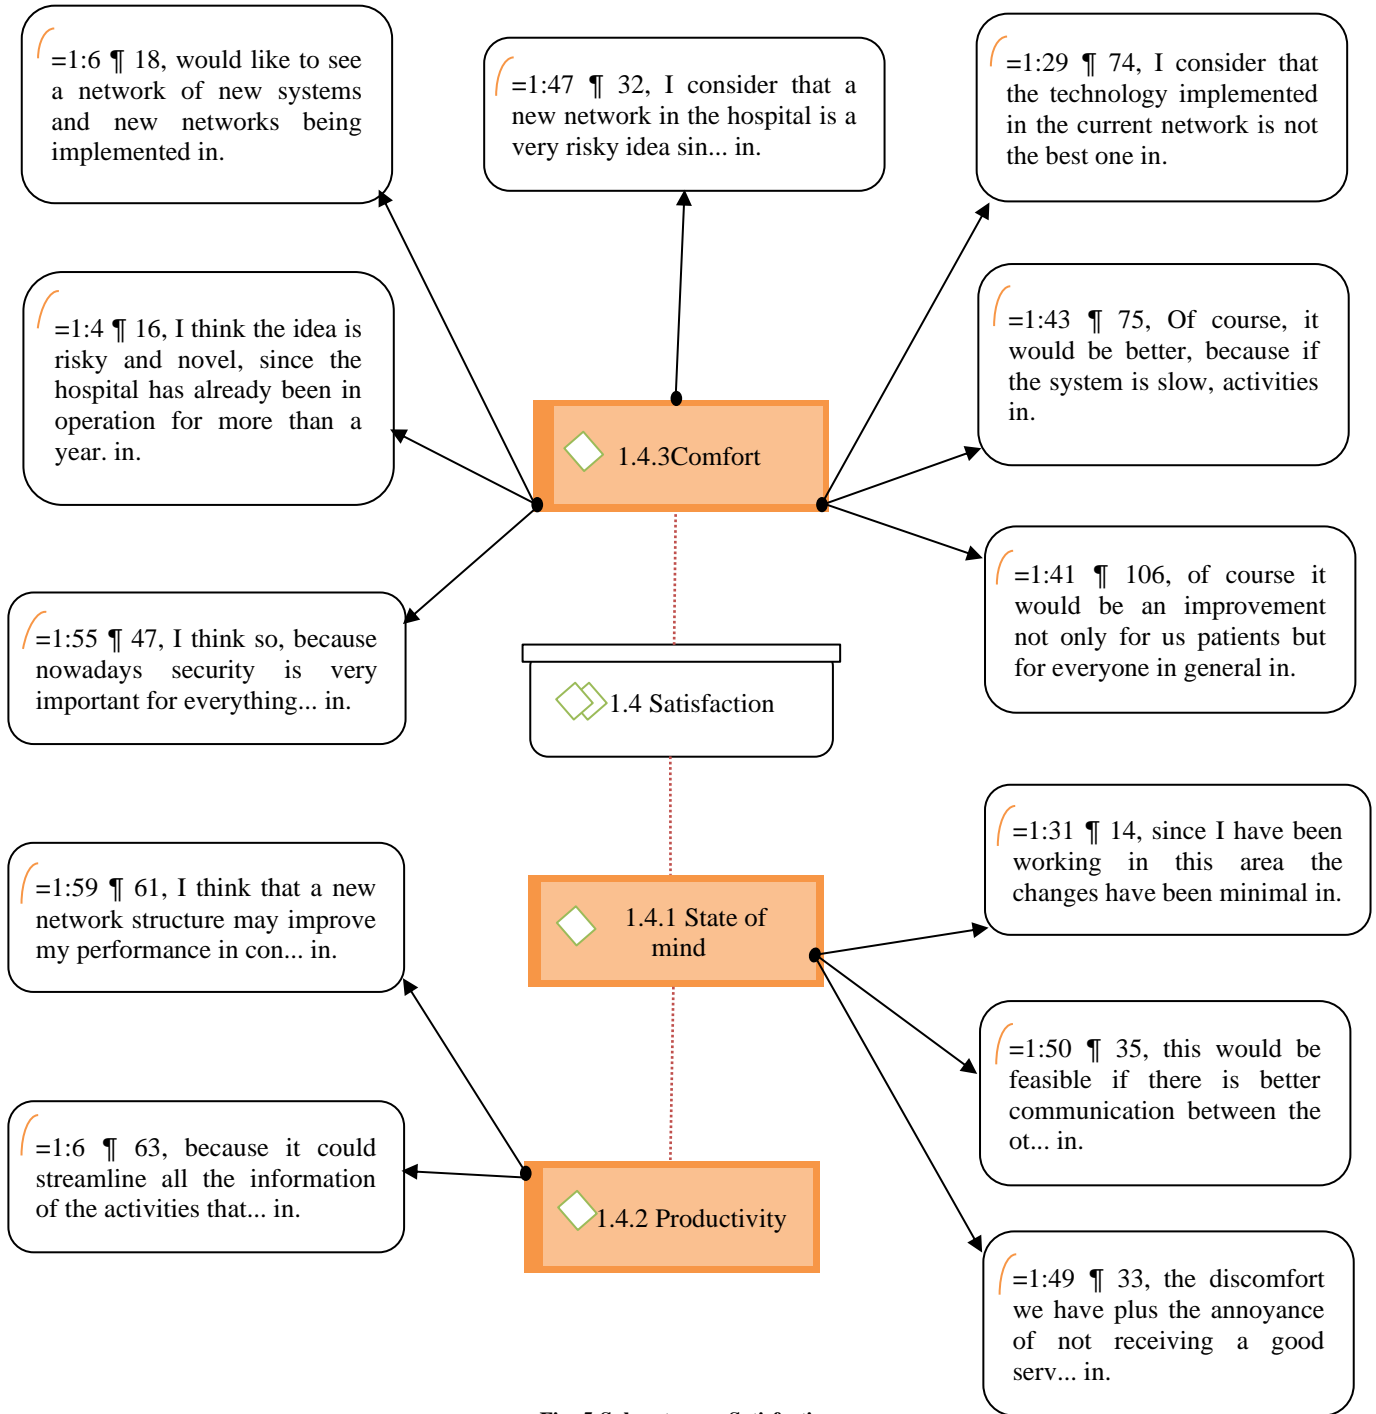 =1:6 ¶ 18, would like to see
a network of new systems
and new networks being
implemented in.
=1:47 ¶ 32, I consider that a
new network in the hospital is a
very risky idea sin... in.
=1:29 ¶ 74, I consider that
the technology implemented
in the current network is not
the best one in.
=1:4 ¶ 16, I think the idea is
risky and novel, since the
hospital has already been in
operation for more than a
year. in.
=1:43 ¶ 75, Of course, it
would be better, because if
the system is slow, activities
in.
1.4.3Comfort
=1:41 ¶ 106, of course it
would be an improvement
not only for us patients but
for everyone in general in.
=1:55 ¶ 47, I think so, because
nowadays security is very
important for everything... in.
1.4 Satisfaction
=1:31 ¶ 14, since I have been
working in this area the
changes have been minimal in.
=1:59 ¶ 61, I think that a new
network structure may improve
my performance in con... in.
1.4.1 State of
mind
=1:50 ¶ 35, this would be
feasible if there is better
communication between the
ot... in.
=1:6 ¶ 63, because it could
streamline all the information
of the activities that... in.
1.4.2 Productivity
=1:49 ¶ 33, the discomfort
we have plus the annoyance
of not receiving a good
serv... in.